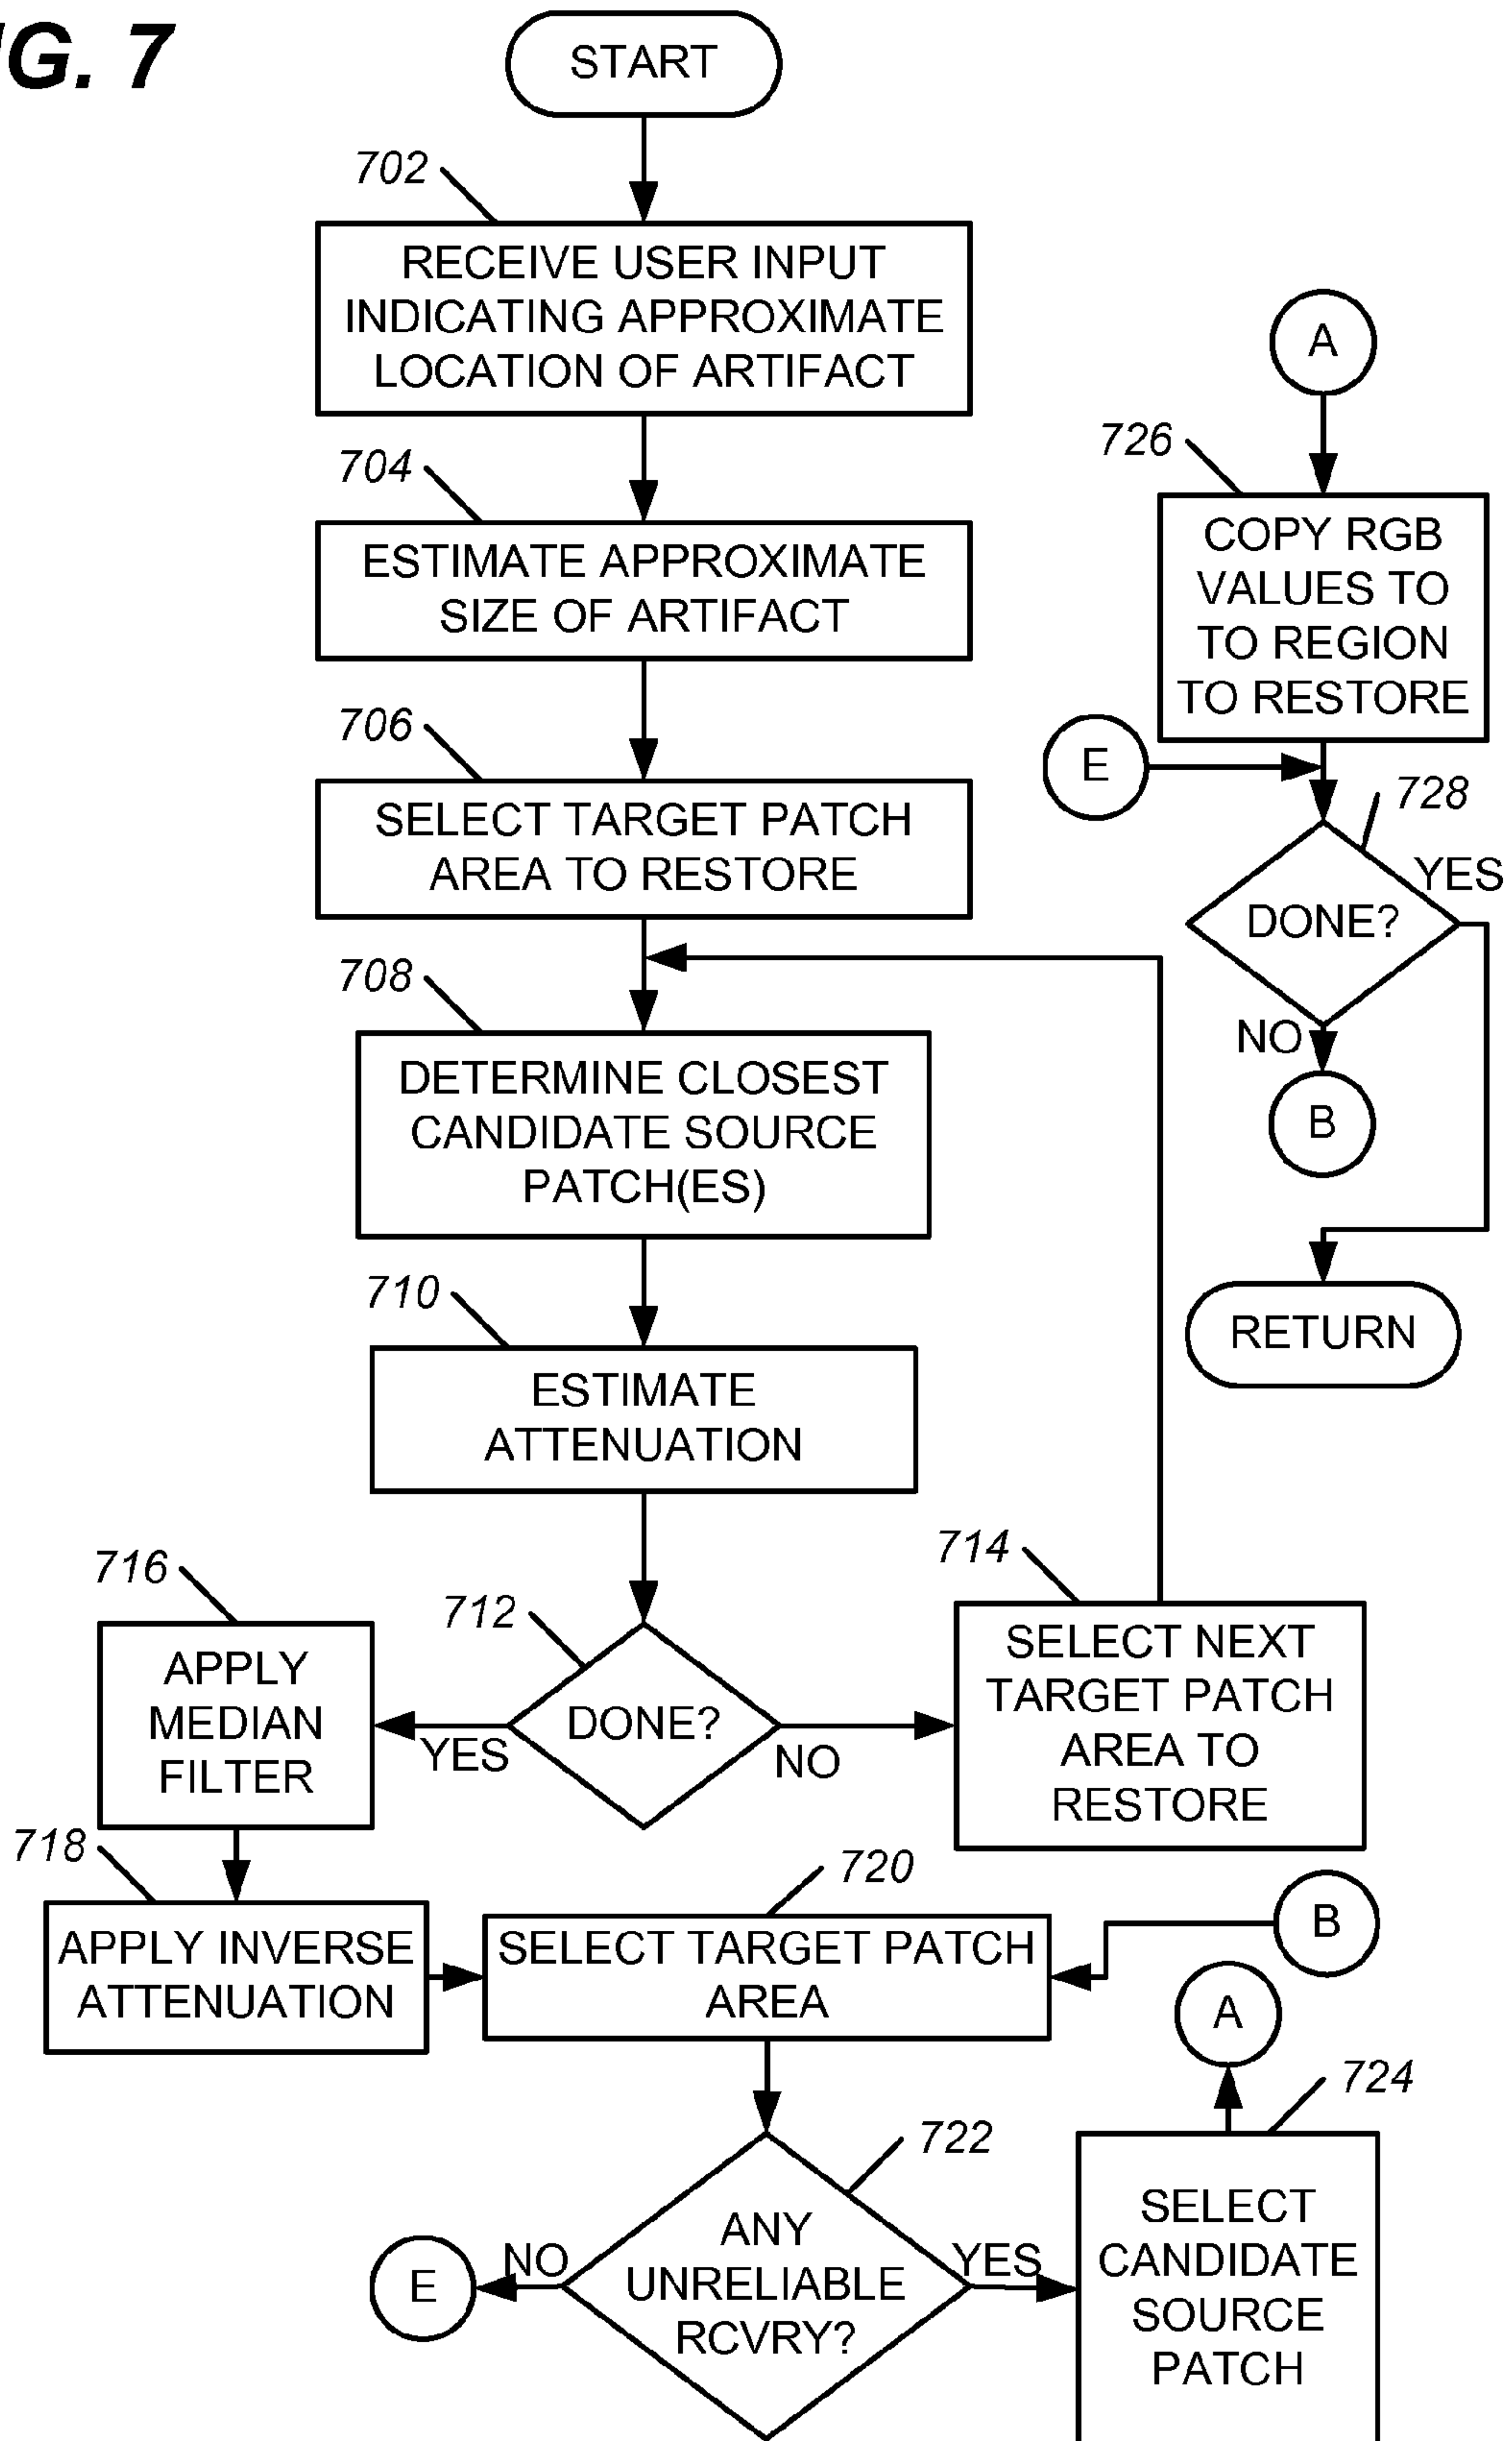 G. 7
START
702
RECEIVE USER INPUT
INDICATING APPROXIMATE
LOCATION OF ARTIFACT
704
ESTIMATE APPROXIMATE
SIZE OF ARTIFACT
706
SELECT TARGET PATCH
AREA TO RESTORE
708
DETERMINE CLOSEST
CANDIDATE SOURCE
PATCH(ES)
710
ESTIMATE
ATTENUATION
712
DONE?
YES
NO
714
SELECT NEXT
TARGET PATCH
AREA TO
RESTORE
716
APPLY
MEDIAN
FILTER
718
APPLY INVERSE
ATTENUATION
720
SELECT TARGET PATCH
AREA
B
722
ANY
UNRELIABLE
RCVRY?
NO
E
YES
724
SELECT
CANDIDATE
SOURCE
PATCH
A
A
726
COPY RGB
VALUES TO
TO REGION
TO RESTORE
E
728
DONE?
YES
NO
B
RETURN